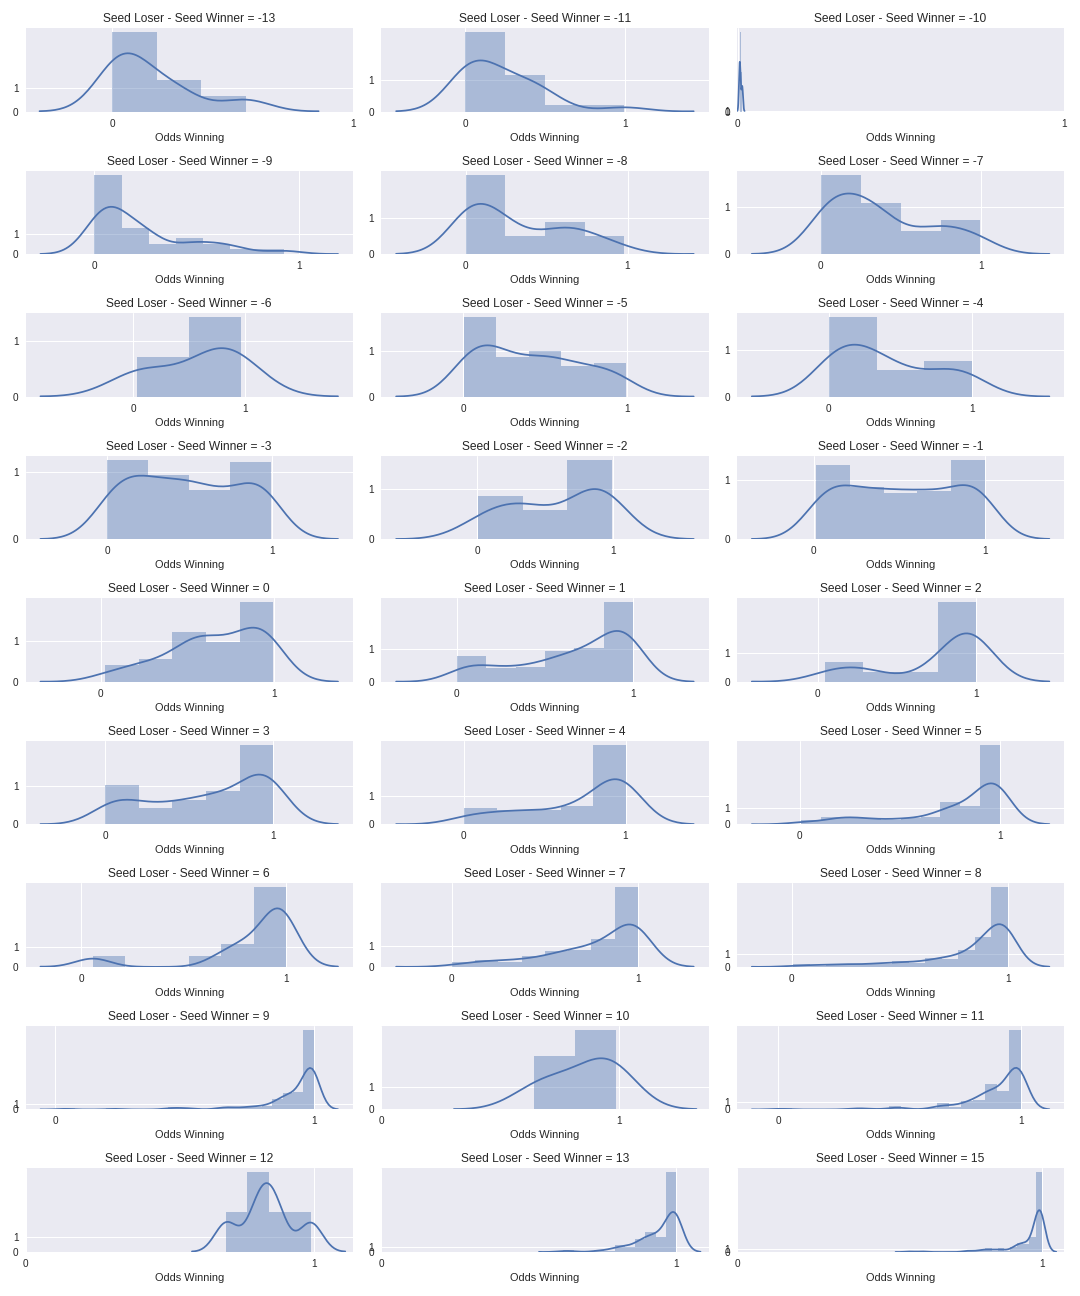 Seed Loser - Seed Winner = -13
1
0
0 1
Odds Winning
Seed Loser - Seed Winner = -11
1
0
0 1
Odds Winning
Seed Loser - Seed Winner = -10
1
0
0 1
Odds Winning
Seed Loser - Seed Winner = -9
1
0
0 1
Odds Winning
Seed Loser - Seed Winner = -8
1
0
0 1
Odds Winning
Seed Loser - Seed Winner = -7
1
0
0 1
Odds Winning
Seed Loser - Seed Winner = -6
1
0
0 1
Odds Winning
Seed Loser - Seed Winner = -5
1
0
0 1
Odds Winning
Seed Loser - Seed Winner = -4
1
0
0 1
Odds Winning
Seed Loser - Seed Winner = -3
1
0
0 1
Odds Winning
Seed Loser - Seed Winner = -2
1
0
0 1
Odds Winning
Seed Loser - Seed Winner = -1
1
0
0 1
Odds Winning
Seed Loser - Seed Winner = 0
1
0
0 1
Odds Winning
Seed Loser - Seed Winner = 1
1
0
0 1
Odds Winning
Seed Loser - Seed Winner = 2
1
0
0 1
Odds Winning
Seed Loser - Seed Winner = 3
1
0
0 1
Odds Winning
Seed Loser - Seed Winner = 4
1
0
0 1
Odds Winning
Seed Loser - Seed Winner = 5
1
0
0 1
Odds Winning
Seed Loser - Seed Winner = 6
1
0
0 1
Odds Winning
Seed Loser - Seed Winner = 7
1
0
0 1
Odds Winning
Seed Loser - Seed Winner = 8
1
0
0 1
Odds Winning
Seed Loser - Seed Winner = 9
1
0
0 1
Odds Winning
Seed Loser - Seed Winner = 10
1
0
0 1
Odds Winning
Seed Loser - Seed Winner = 11
1
0
0 1
Odds Winning
Seed Loser - Seed Winner = 12
1
0
0 1
Odds Winning
Seed Loser - Seed Winner = 13
1
0
0 1
Odds Winning
Seed Loser - Seed Winner = 15
1
0
0 1
Odds Winning